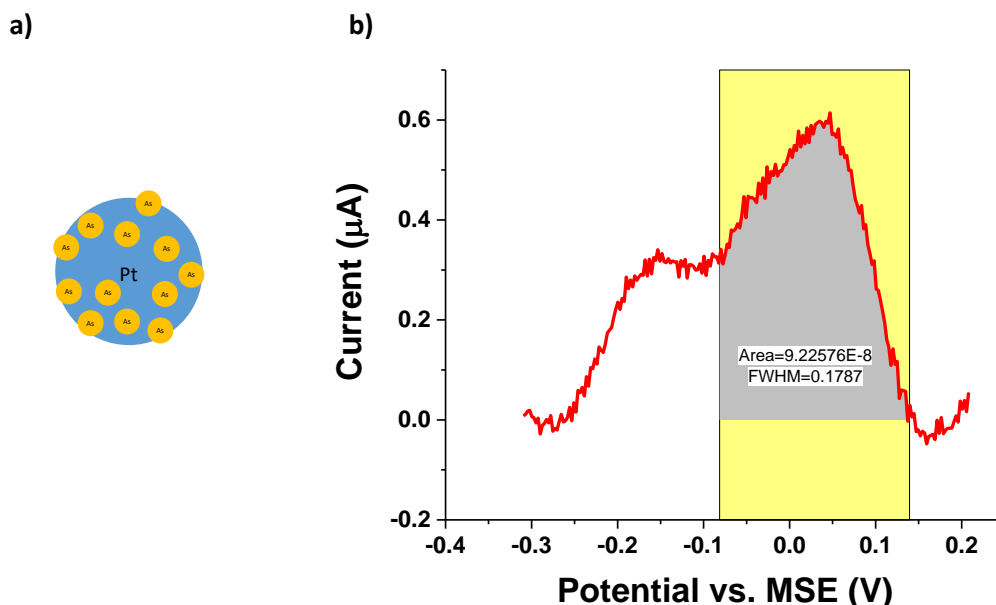 a)
b)
As
As
As
As
As
As
Pt
As
As
As
As
As
As
0.6
0.4
0.2
0.0
-0.2
Current (µA)
Area=9.22576E-8
FWHM=0.1787
-0.4 -0.3 -0.2 -0.1 0.0 0.1 0.2
Potential vs. MSE (V)